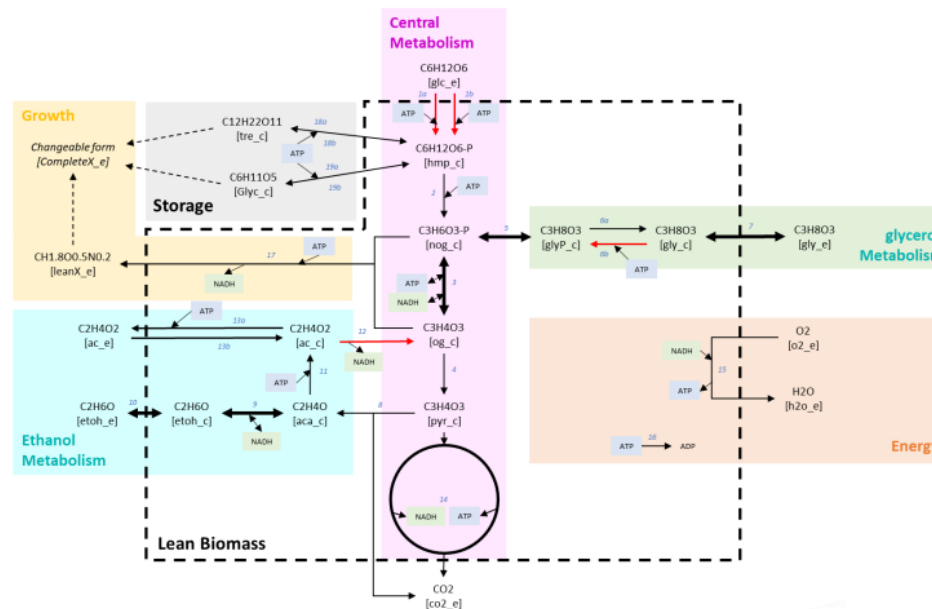 Central
Metabolism
C6H12O6
[glc_e]
1a
1b
ATP
ATP
Growth
C12H22O11
[tre_c]
18a
18b
ATP
Changeable form
[CompleteX_e]
C6H12O6-P
[hmp_c]
19a
19b
C6H11O5
[Glyc_c]
2
ATP
Storage
C3H6O3-P
[nog_c]
5
C3H8O3
[glyP_c]
6a
6b
ATP
C3H8O3
[gly_c]
7
C3H8O3
[gly_e]
glycerol
Metabolism
CH1.8O0.5N0.2
[leanX_e]
17
ATP
NADH
ATP
NADH
3
ATP
C2H4O2
[ac_e]
13a
13b
C2H4O2
[ac_c]
12
NADH
C3H4O3
[og_c]
O2
[o2_e]
NADH
15
ATP
H2O
[h2o_e]
11
ATP
4
C2H6O
[etoh_e]
10
C2H6O
[etoh_c]
9
NADH
C2H4O
[aca_c]
8
C3H4O3
[pyr_c]
Ethanol
Metabolism
ATP
16
ADP
Energy
14
NADH
ATP
Lean Biomass
CO2
[co2_e]